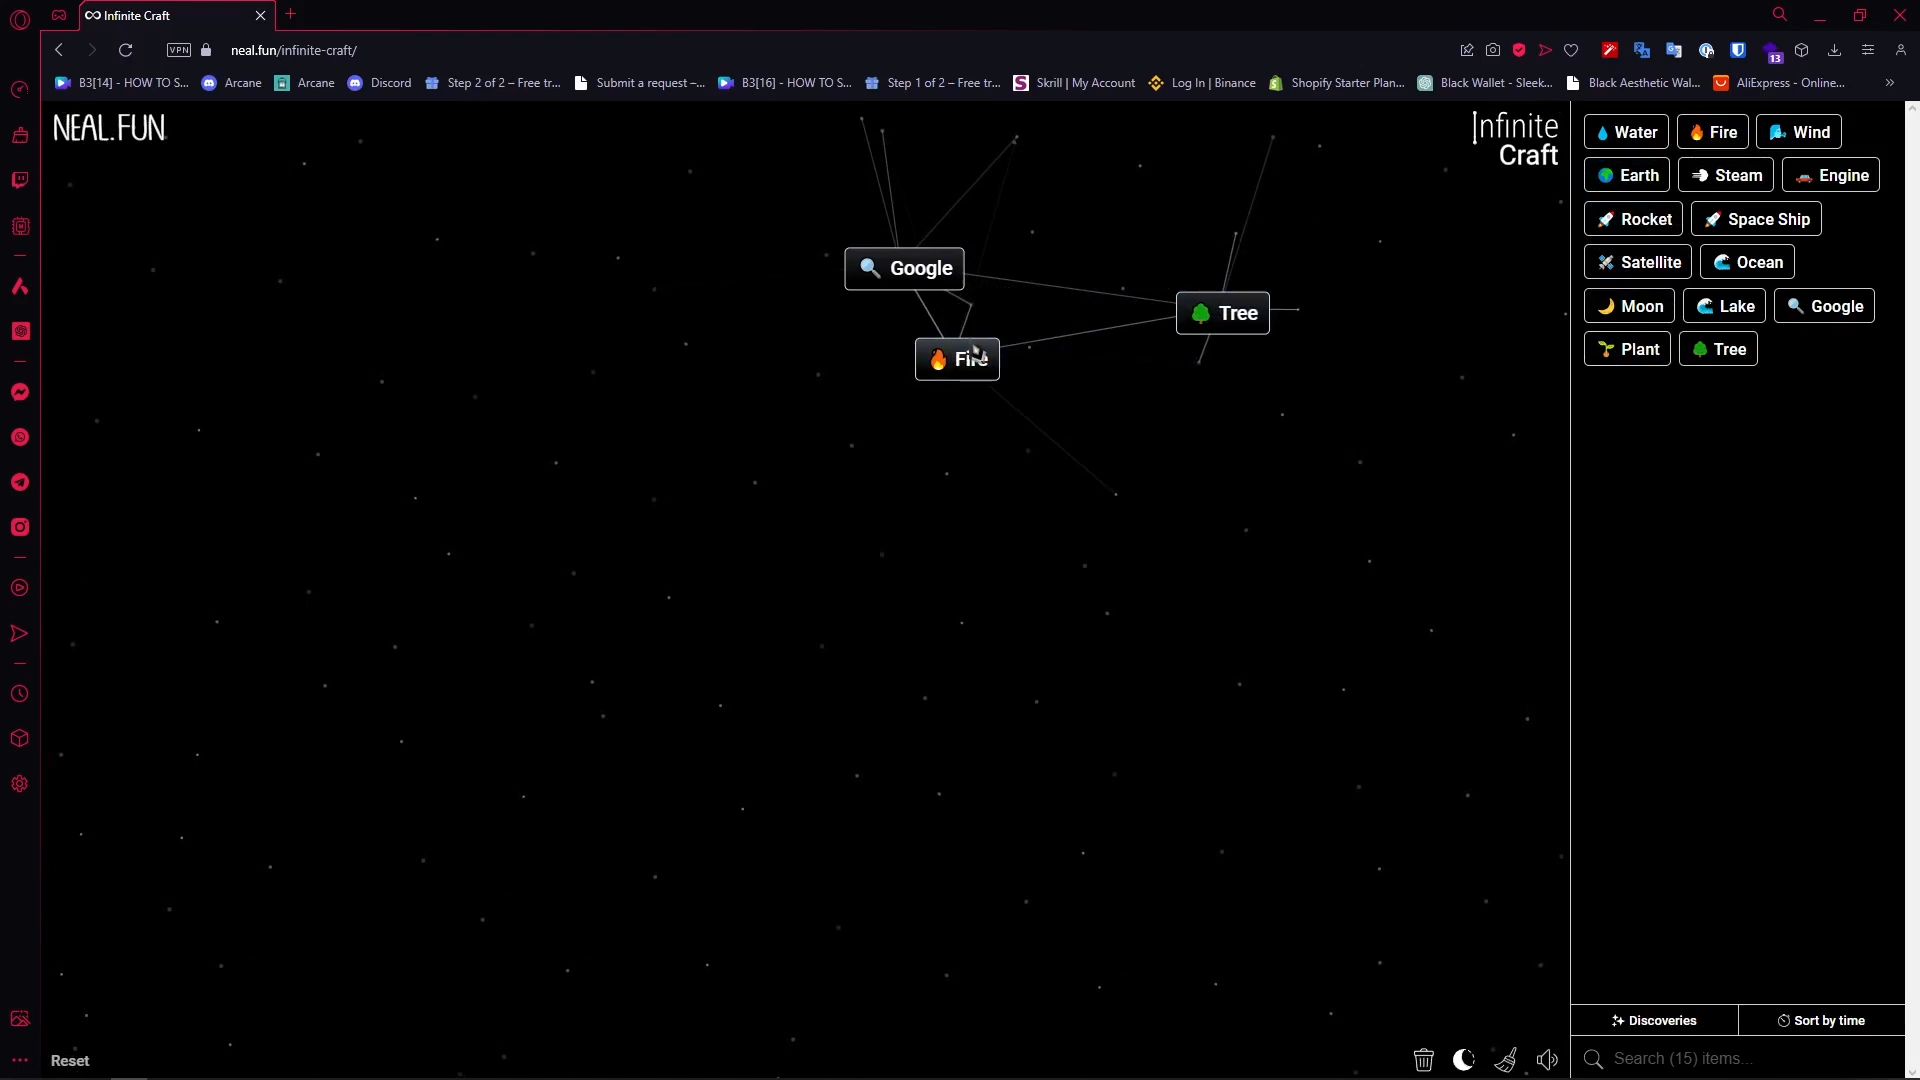 Infinite Craft
VPN
neal.fun/infinite-craft/
13
B3[14] - HOW TO S...
Arcane
Arcane
Discord
Step 2 of 2 – Free tr...
Submit a request –...
B3[16] - HOW TO S...
Step 1 of 2 – Free tr...
Skrill | My Account
Log In | Binance
Shopify Starter Plan...
Black Wallet - Sleek...
Black Aesthetic Wal...
AliExpress - Online...
NEAL.FUN
Infinite
Craft
Google
Tree
Fire
Water
Fire
Wind
Earth
Steam
Engine
Rocket
Space Ship
Satellite
Ocean
Moon
Lake
Google
Plant
Tree
Discoveries
Sort by time
Search (15) items...
Reset